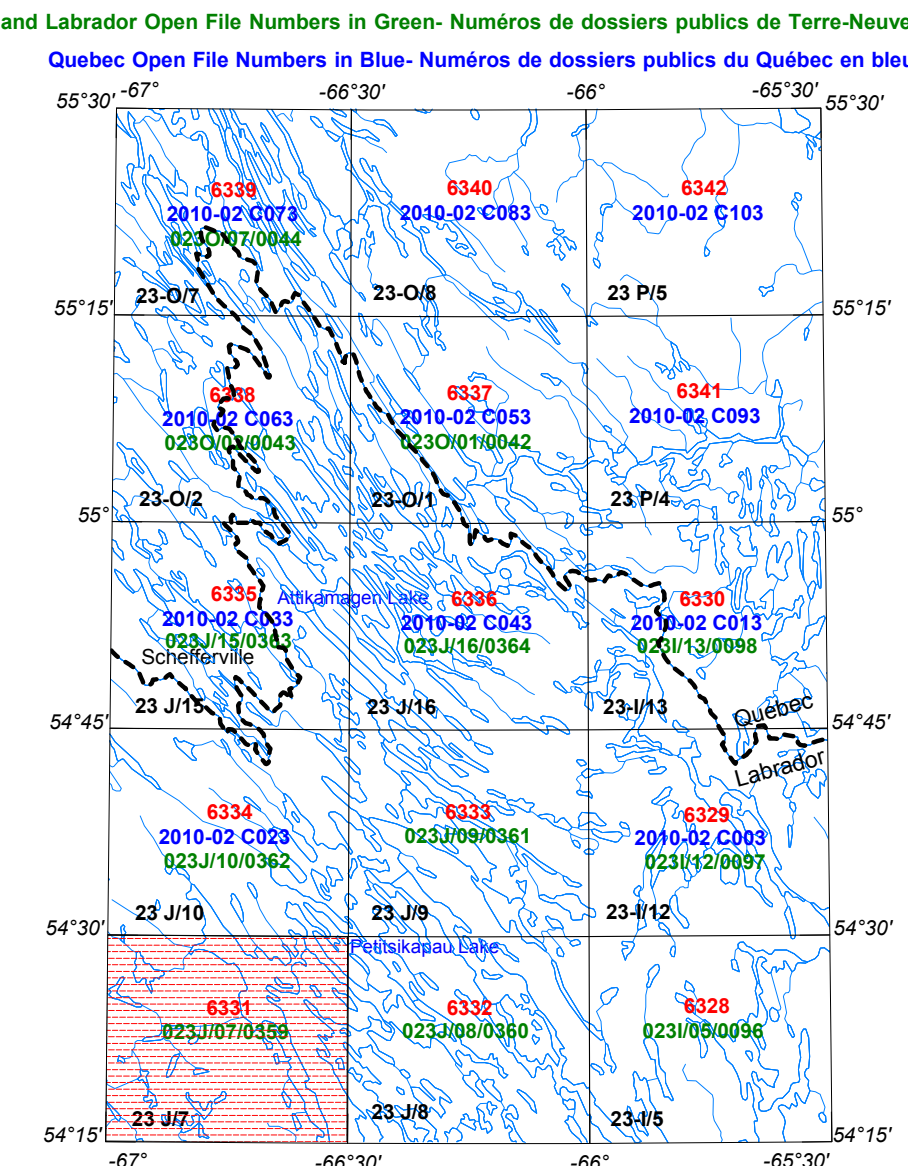 and Labrador Open File Numbers in Green- Numéros de dossiers publics de Terre-Neuve
Quebec Open File Numbers in Blue- Numéros de dossiers publics du Québec en bleu
-67° -66°30' -66° -65°30'
55°30' 55°30'
6339 6340 6342
2010-02 C073 2010-02 C083 2010-02 C103
023O/07/0044
23-O/7 23-O/8 23 P/5
55°15' 55°15'
6338 6337 6341
2010-02 C063 2010-02 C053 2010-02 C093
023O/02/0043 023O/01/0042
23-O/2 23-O/1 23 P/4
55° 55°
6335 Attikamagen Lake 6336 6330
2010-02 C033 2010-02 C043 2010-02 C013
023J/15/0363 023J/16/0364 023I/13/0098
Schefferville
23 J/15 23 J/16 23-I/13 Quebec
54°45' 54°45'
Labrador
6334 6333 6329
2010-02 C023 023J/09/0361 2010-02 C003
023J/10/0362 023I/12/0097
23 J/10 23 J/9 23-I/12
54°30' 54°30'
Petitsikapau Lake
6331 6332 6328
023J/07/0359 023J/08/0360 023I/05/0096
23 J/7 23 J/8 23-I/5
54°15' 54°15'
-67° -66°30' -66° -65°30'